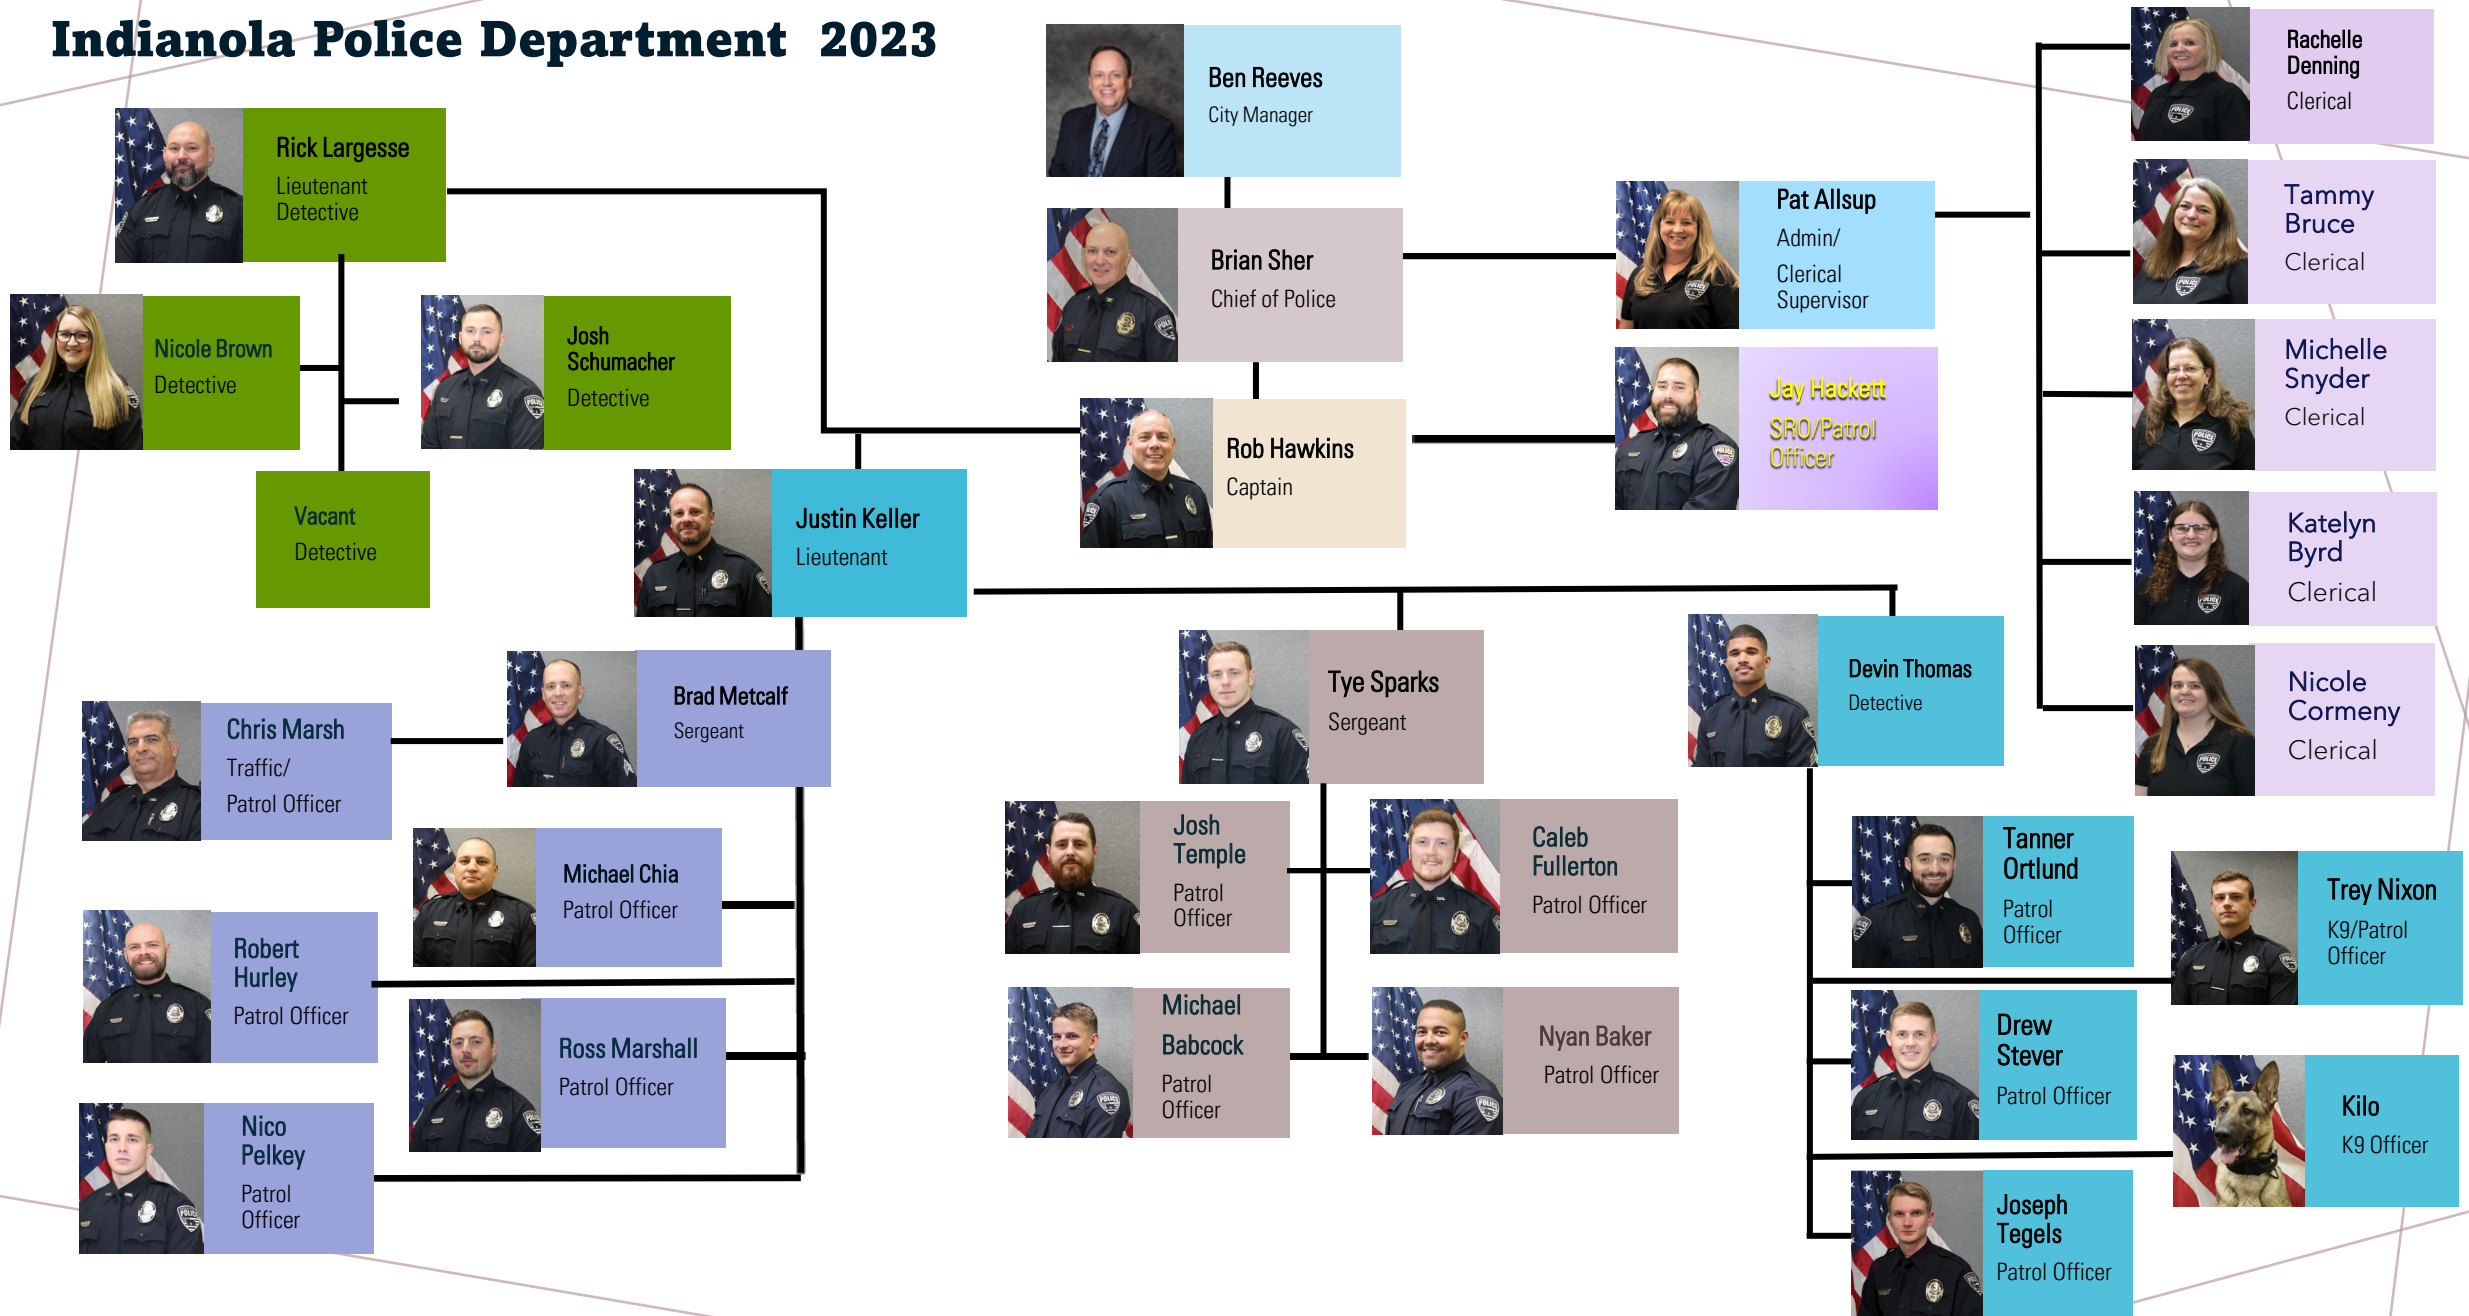 Indianola Police Department 2023
Ben Reeves
City Manager
Rachelle
Denning
Clerical
Rick Largesse
Lieutenant
Detective
Brian Sher
Chief of Police
Pat Allsup
Admin/
Clerical
Supervisor
Tammy
Bruce
Clerical
Nicole Brown
Detective
Josh
Schumacher
Detective
Vacant
Detective
Rob Hawkins
Captain
Jay Hackett
SRO/Patrol
Officer
Michelle
Snyder
Clerical
Justin Keller
Lieutenant
Katelyn
Byrd
Clerical
Nicole
Cormeny
Clerical
Brad Metcalf
Sergeant
Chris Marsh
Traffic/
Patrol Officer
Michael Chia
Patrol Officer
Robert
Hurley
Patrol Officer
Ross Marshall
Patrol Officer
Nico
Pelkey
Patrol
Officer
Tye Sparks
Sergeant
Josh
Temple
Patrol
Officer
Caleb
Fullerton
Patrol Officer
Michael
Babcock
Patrol
Officer
Nyan Baker
Patrol Officer
Devin Thomas
Detective
Tanner
Ortlund
Patrol
Officer
Trey Nixon
K9/Patrol
Officer
Drew
Stever
Patrol Officer
Kilo
K9 Officer
Joseph
Tegels
Patrol Officer